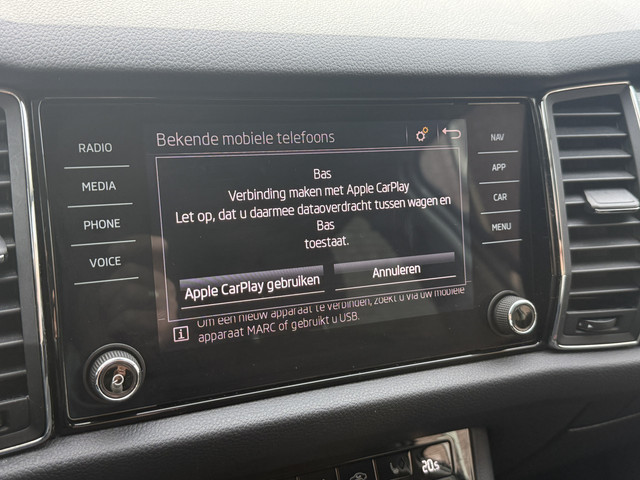 Bekende mobiele telefoons
RADIO
MEDIA
PHONE
VOICE
NAV
APP
CAR
MENU
Bas
Verbinding maken met Apple CarPlay
Let op, dat u daarmee dataoverdracht tussen wagen en
Bas
toestaat.
Apple CarPlay gebruiken
Annuleren
Om een nieuw apparaat te verbinden, zoekt u via uw mobiele
apparaat MARC of gebruikt u USB.
20.5